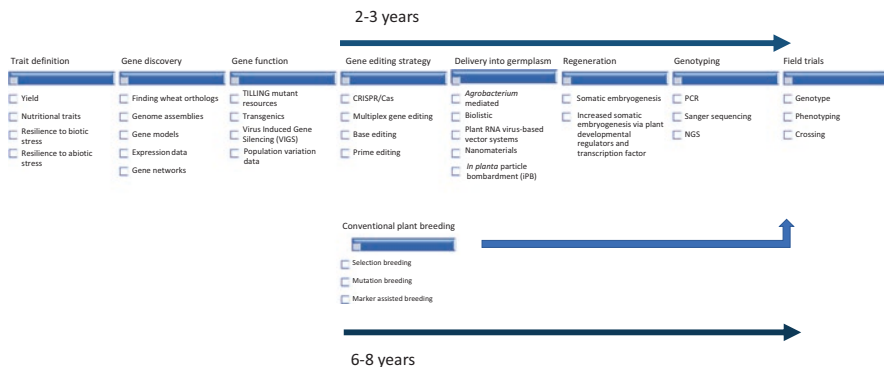 2-3 years
Trait definition
Yield
Nutritional traits
Resilience to biotic
stress
Resilience to abiotic
stress
Gene discovery
Finding wheat orthologs
Genome assemblies
Gene models
Expression data
Gene networks
Gene function
TILLING mutant
resources
Transgenics
Virus Induced Gene
Silencing (VIGS)
Population variation
data
Gene editing strategy
CRISPR/Cas
Multiplex gene editing
Base editing
Prime editing
Delivery into germplasm
Agrobacterium
mediated
Biolistic
Plant RNA virus-based
vector systems
Nanomaterials
In planta particle
bombardment (iPB)
Regeneration
Somatic embryogenesis
Increased somatic
embryogenesis via plant
developmental
regulators and
transcription factor
Genotyping
PCR
Sanger sequencing
NGS
Field trials
Genotype
Phenotyping
Crossing
Conventional plant breeding
Selection breeding
Mutation breeding
Marker assisted breeding
6-8 years